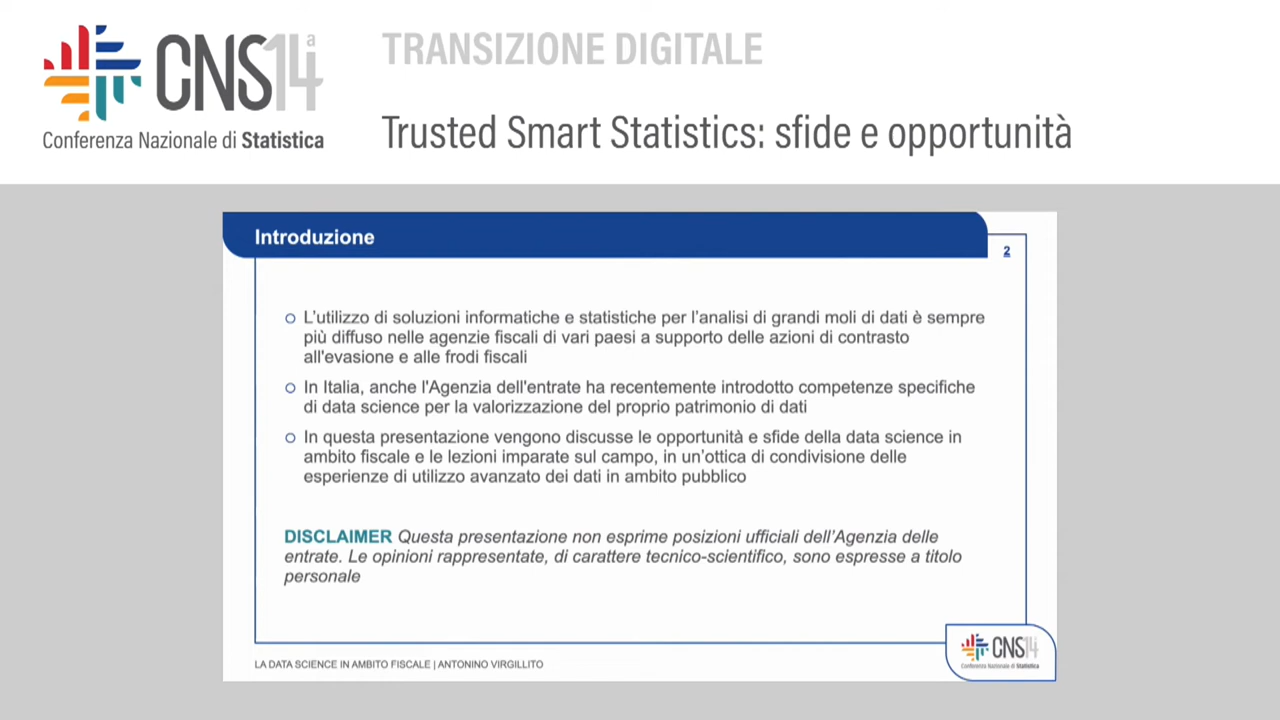 CNS14a
Conferenza Nazionale di Statistica
TRANSIZIONE DIGITALE
Trusted Smart Statistics: sfide e opportunità
Introduzione
2
L’utilizzo di soluzioni informatiche e statistiche per l’analisi di grandi moli di dati è sempre
più diffuso nelle agenzie fiscali di vari paesi a supporto delle azioni di contrasto
all'evasione e alle frodi fiscali
In Italia, anche l'Agenzia dell'entrate ha recentemente introdotto competenze specifiche
di data science per la valorizzazione del proprio patrimonio di dati
In questa presentazione vengono discusse le opportunità e sfide della data science in
ambito fiscale e le lezioni imparate sul campo, in un’ottica di condivisione delle
esperienze di utilizzo avanzato dei dati in ambito pubblico
DISCLAIMER Questa presentazione non esprime posizioni ufficiali dell’Agenzia delle
entrate. Le opinioni rappresentate, di carattere tecnico-scientifico, sono espresse a titolo
personale
LA DATA SCIENCE IN AMBITO FISCALE | ANTONINO VIRGILLITO
CNS14a
Conferenza Nazionale di Statistica